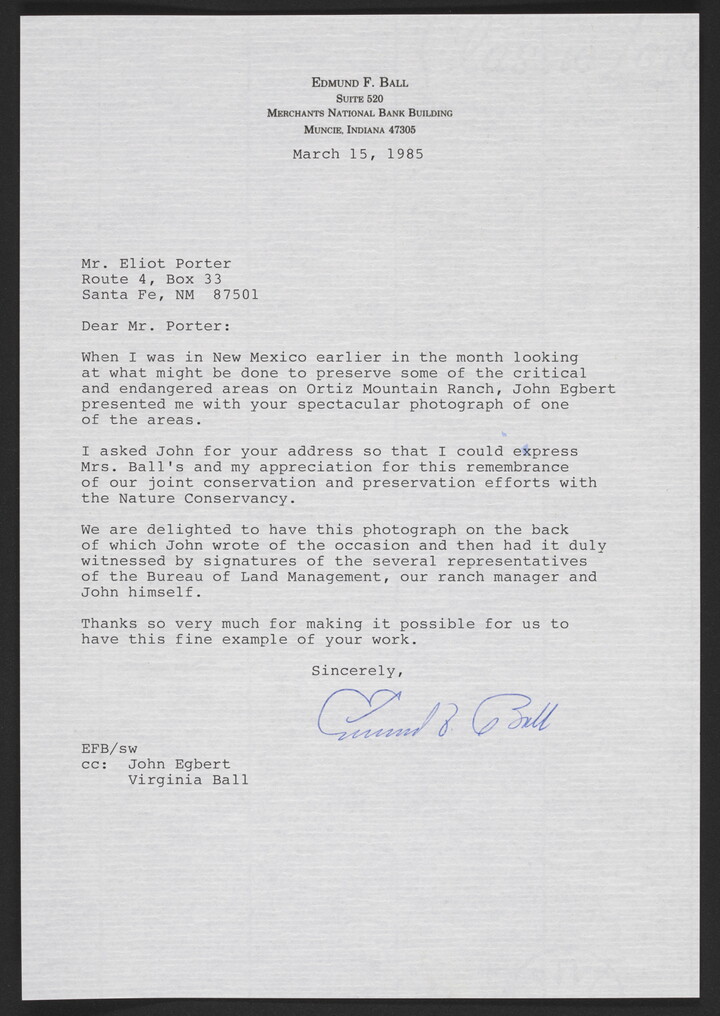 Edmund F. Ball
Suite 520
Merchants National Bank Building
Muncie, Indiana 47305
March 15, 1985
Mr. Eliot Porter
Route 4, Box 33
Santa Fe, NM  87501
Dear Mr. Porter:
When I was in New Mexico earlier in the month looking
at what might be done to preserve some of the critical
and endangered areas on Ortiz Mountain Ranch, John Egbert
presented me with your spectacular photograph of one
of the areas.
I asked John for your address so that I could express
Mrs. Ball's and my appreciation for this remembrance
of our joint conservation and preservation efforts with
the Nature Conservancy.
We are delighted to have this photograph on the back
of which John wrote of the occasion and then had it duly
witnessed by signatures of the several representatives
of the Bureau of Land Management, our ranch manager and
John himself.
Thanks so very much for making it possible for us to
have this fine example of your work.
Sincerely,
Edmund F. Ball
EFB/sw
cc:  John Egbert
Virginia Ball